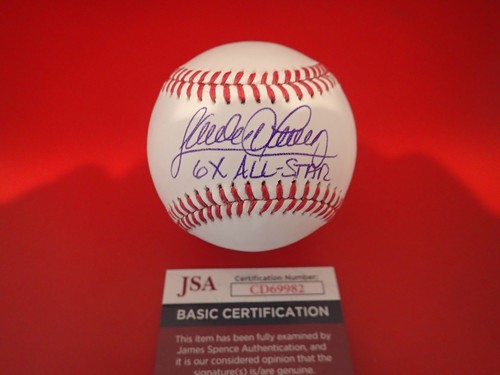 6X ALL-STAR
JSA
Certification Number:
CD69982
BASIC CERTIFICATION
This item has been fully examined by
James Spence Authentication, and
it is our considered opinion that the
signature(s) is/are genuine.